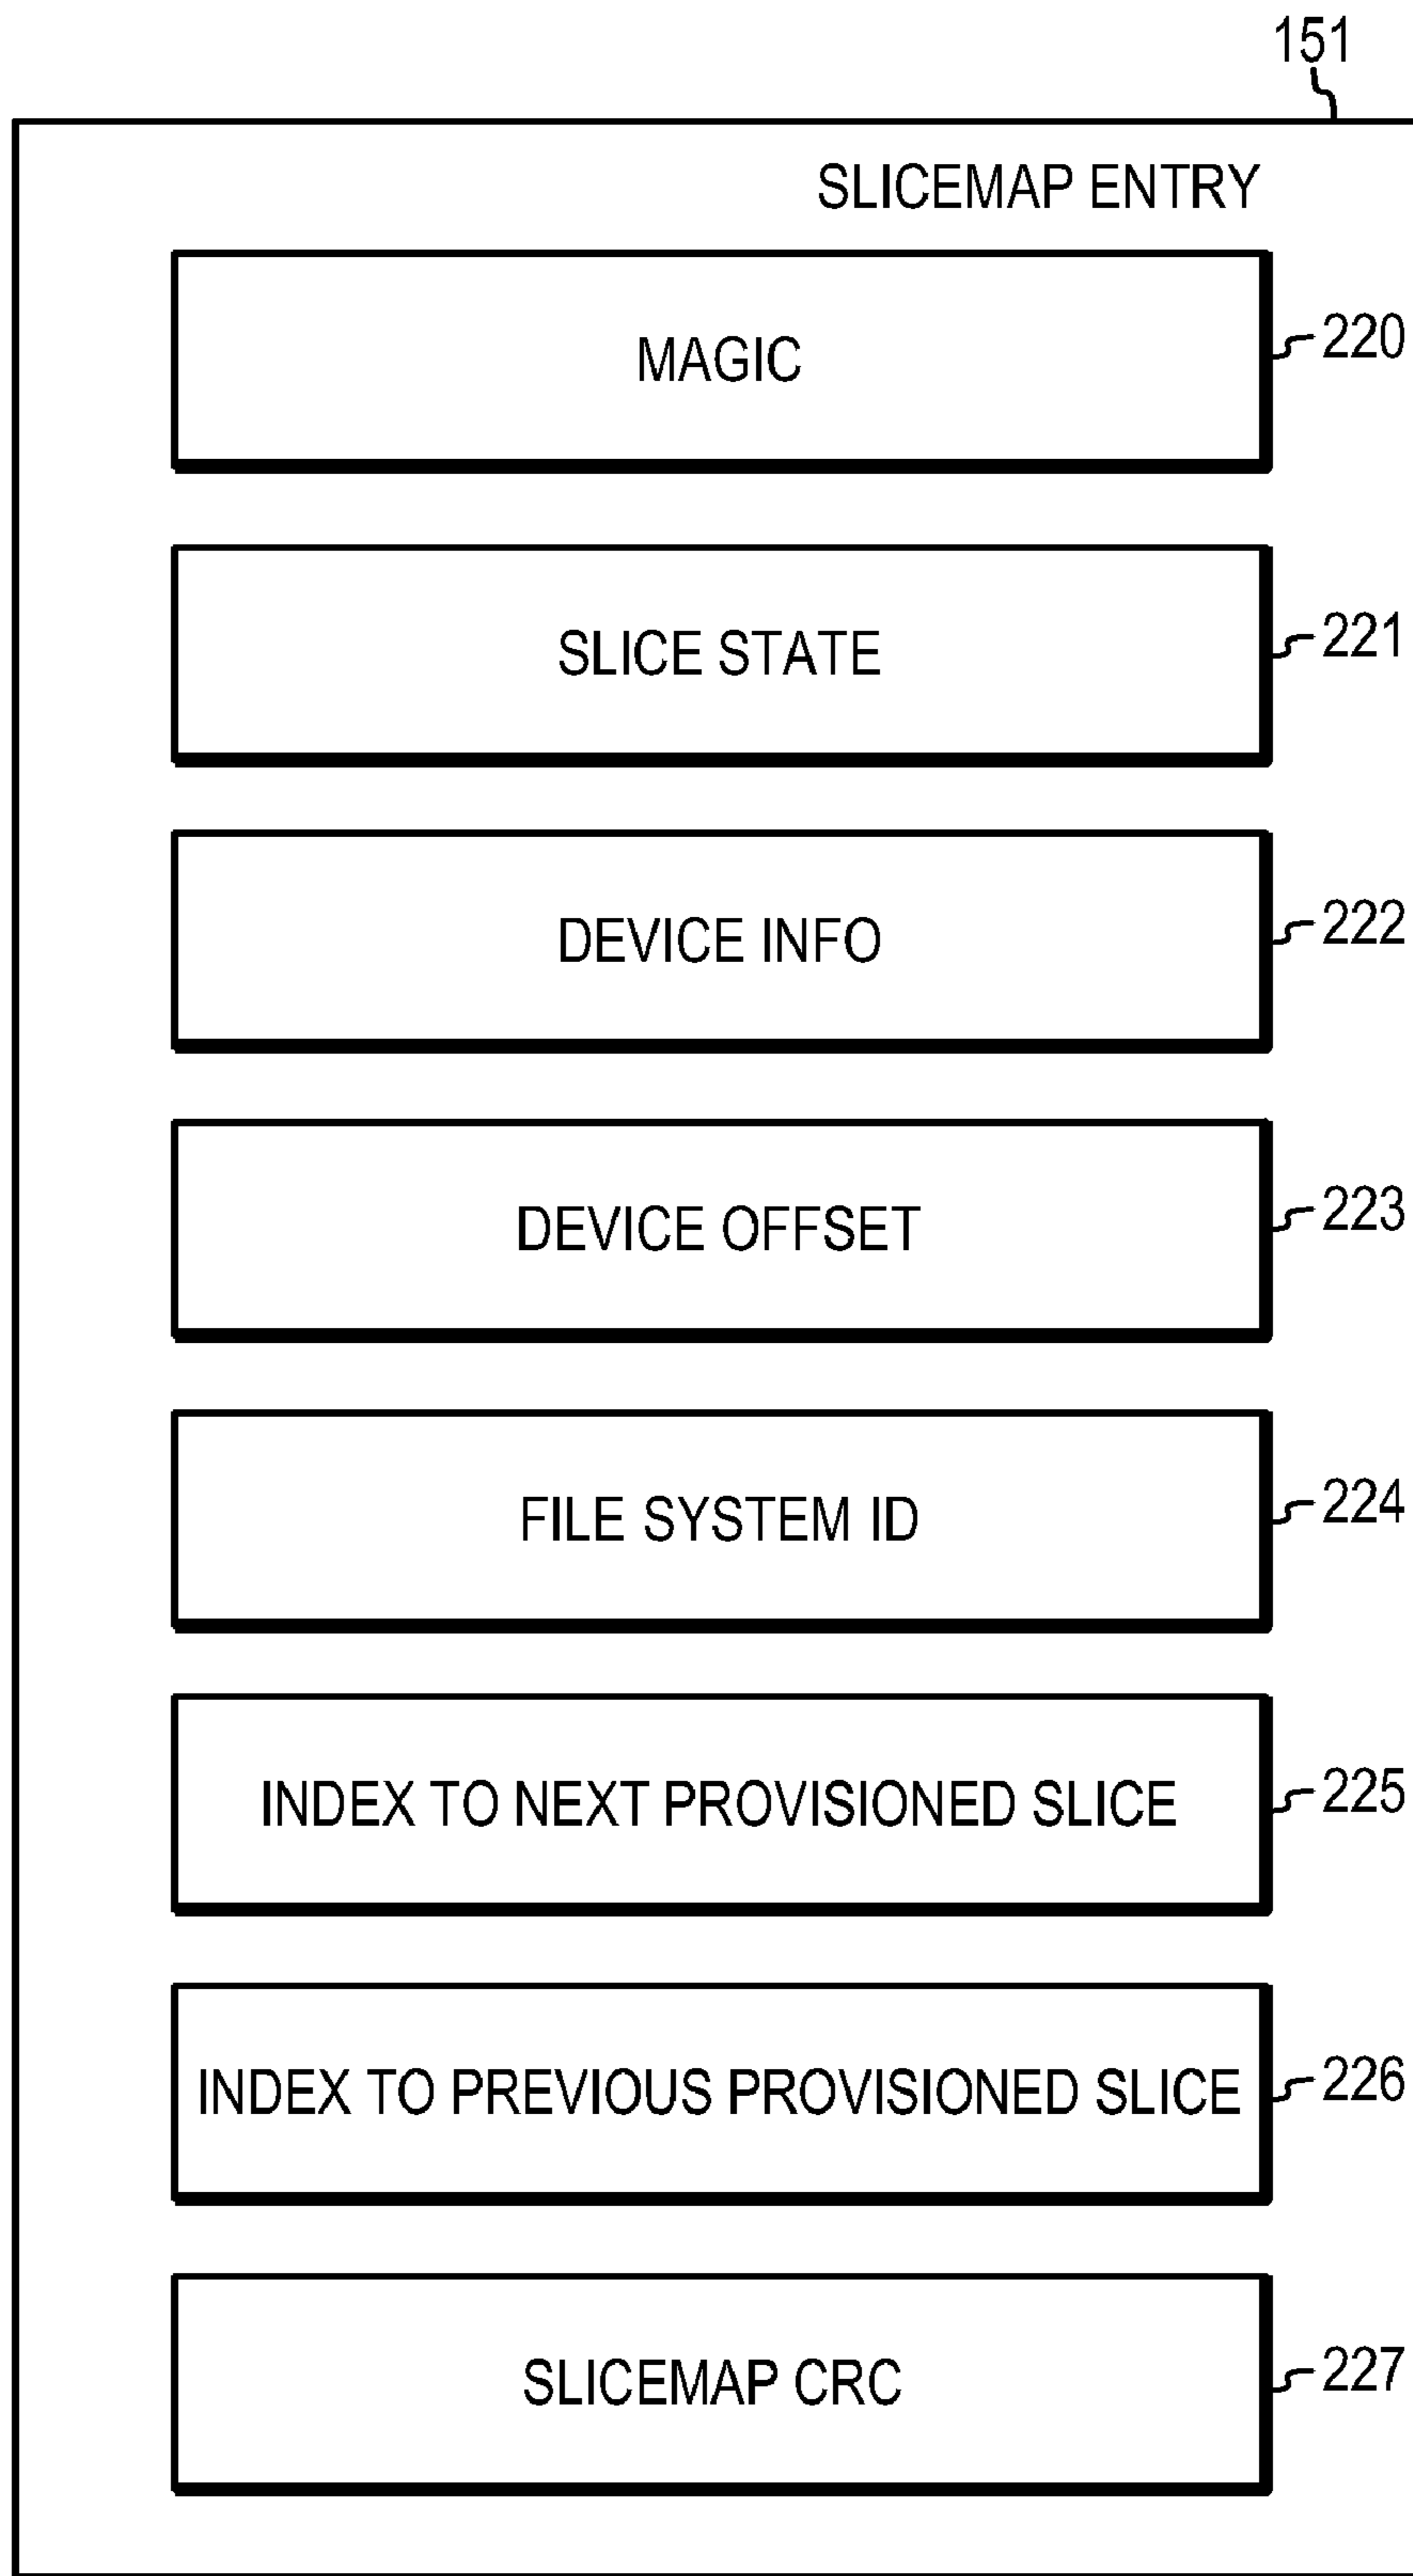 151
SLICEMAP ENTRY
MAGIC
220
SLICE STATE
221
DEVICE INFO
222
DEVICE OFFSET
223
FILE SYSTEM ID
224
INDEX TO NEXT PROVISIONED SLICE
225
INDEX TO PREVIOUS PROVISIONED SLICE
226
SLICEMAP CRC
227